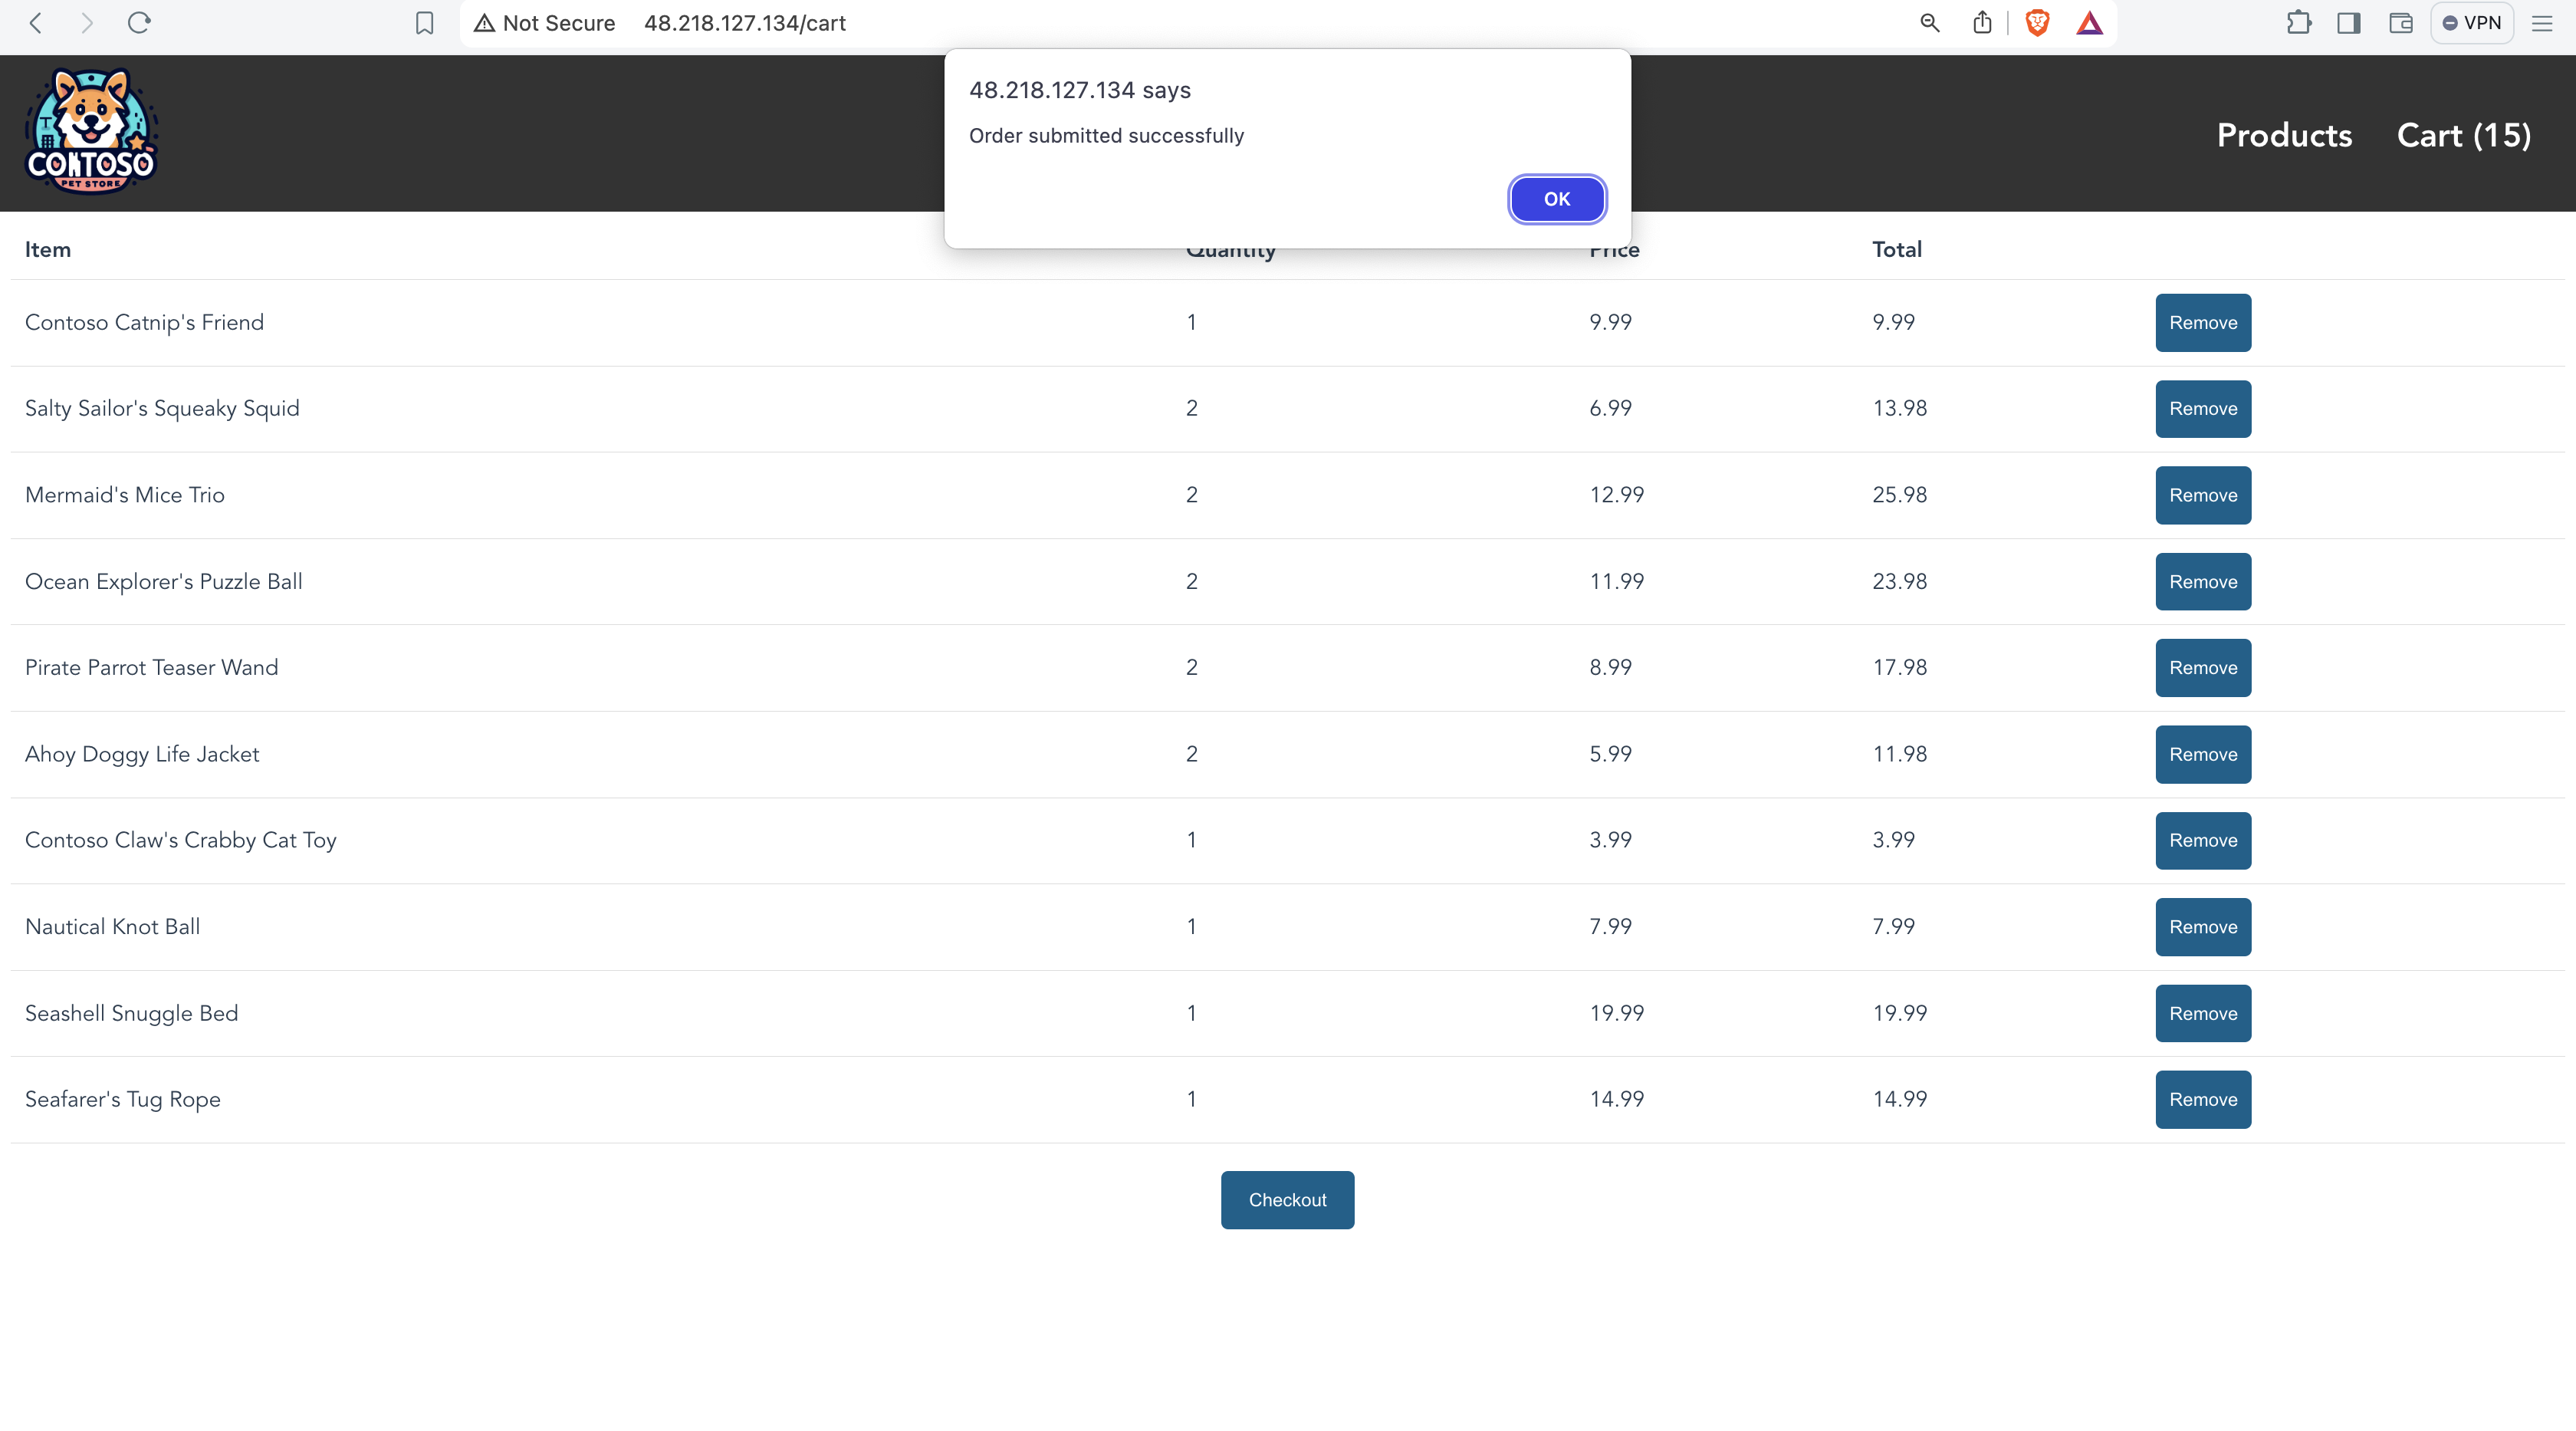 Not Secure 48.218.127.134/cart VPN
48.218.127.134 says
Order submitted successfully
OK
CONTOSO
PET STORE
Products Cart (15)
Item Quantity Price Total
Contoso Catnip's Friend 1 9.99 9.99 Remove
Salty Sailor's Squeaky Squid 2 6.99 13.98 Remove
Mermaid's Mice Trio 2 12.99 25.98 Remove
Ocean Explorer's Puzzle Ball 2 11.99 23.98 Remove
Pirate Parrot Teaser Wand 2 8.99 17.98 Remove
Ahoy Doggy Life Jacket 2 5.99 11.98 Remove
Contoso Claw's Crabby Cat Toy 1 3.99 3.99 Remove
Nautical Knot Ball 1 7.99 7.99 Remove
Seashell Snuggle Bed 1 19.99 19.99 Remove
Seafarer's Tug Rope 1 14.99 14.99 Remove
Checkout